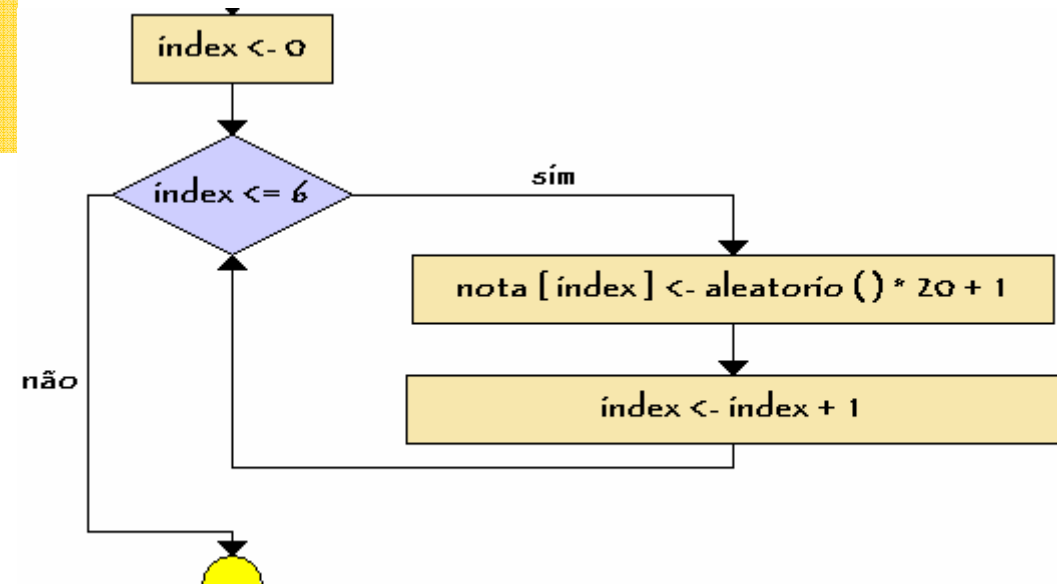 index <- 0
index <= 6
sim
nota [ index ] <- aleatorio () * 20 + 1
não
index <- index + 1